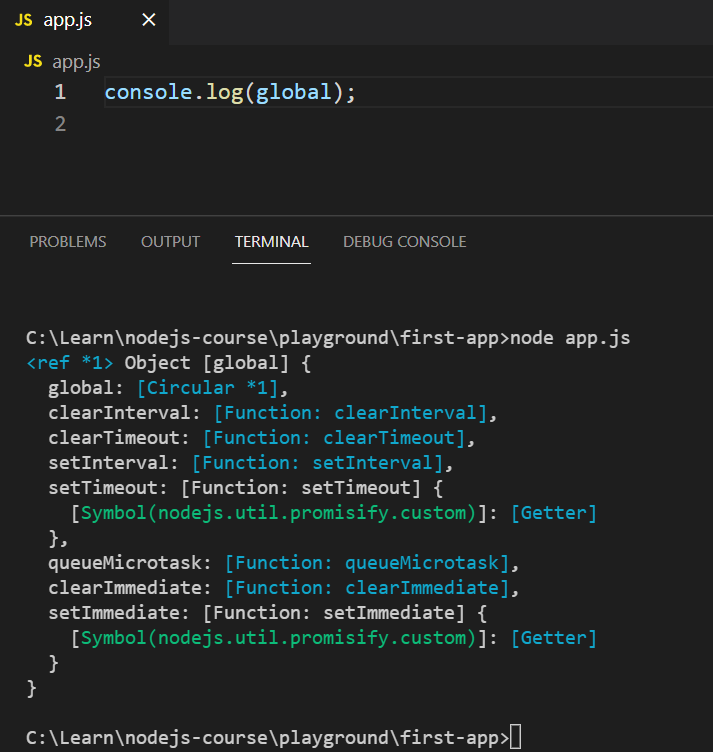 JS app.js ×
JS app.js
1 console.log(global);
2
PROBLEMS OUTPUT TERMINAL DEBUG CONSOLE
C:\Learn\nodejs-course\playground\first-app>node app.js
<ref *1> Object [global] {
  global: [Circular *1],
  clearInterval: [Function: clearInterval],
  clearTimeout: [Function: clearTimeout],
  setInterval: [Function: setInterval],
  setTimeout: [Function: setTimeout] {
    [Symbol(nodejs.util.promisify.custom)]: [Getter]
  },
  queueMicrotask: [Function: queueMicrotask],
  clearImmediate: [Function: clearImmediate],
  setImmediate: [Function: setImmediate] {
    [Symbol(nodejs.util.promisify.custom)]: [Getter]
  }
}
C:\Learn\nodejs-course\playground\first-app>